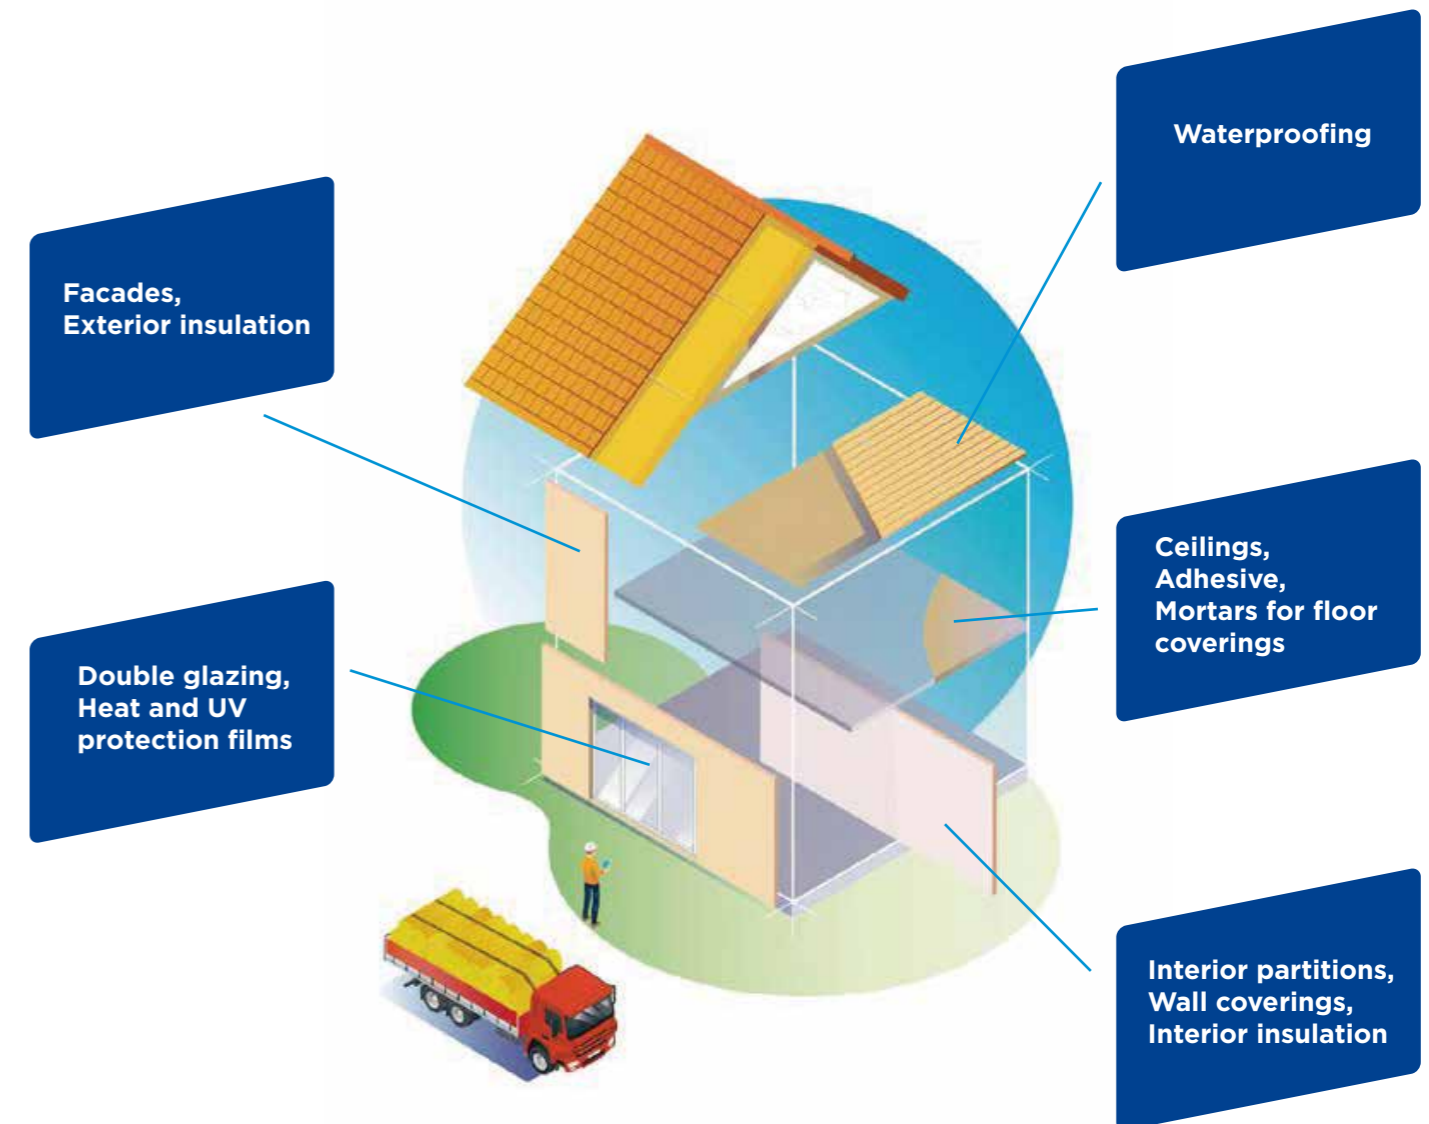 Waterproofing
Facades,
Exterior insulation
Ceilings,
Adhesive,
Mortars for floor
coverings
Double glazing,
Heat and UV
protection films
Interior partitions,
Wall coverings,
Interior insulation